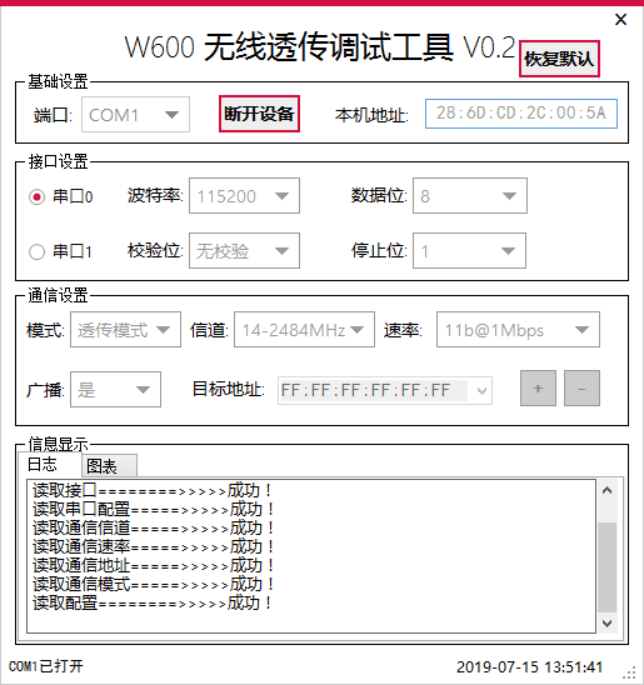 ×
W600 无线透传调试工具 V0.2 恢复默认
基础设置
端口: COM1 断开设备 本机地址: 28:6D:CD:2C:00:5A
接口设置
串口0 波特率: 115200 数据位: 8
串口1 校验位: 无校验 停止位: 1
通信设置
模式: 透传模式 信道: 14-2484MHz 速率: 11b@1Mbps
广播: 是 目标地址: FF:FF:FF:FF:FF:FF + -
信息显示
日志 图表
读取接口========>>>>>成功！
读取串口配置=====>>>>>成功！
读取通信信道=====>>>>>成功！
读取通信速率=====>>>>>成功！
读取通信地址=====>>>>>成功！
读取通信模式=====>>>>>成功！
读取配置========>>>>>成功！
COM1已打开 2019-07-15 13:51:41